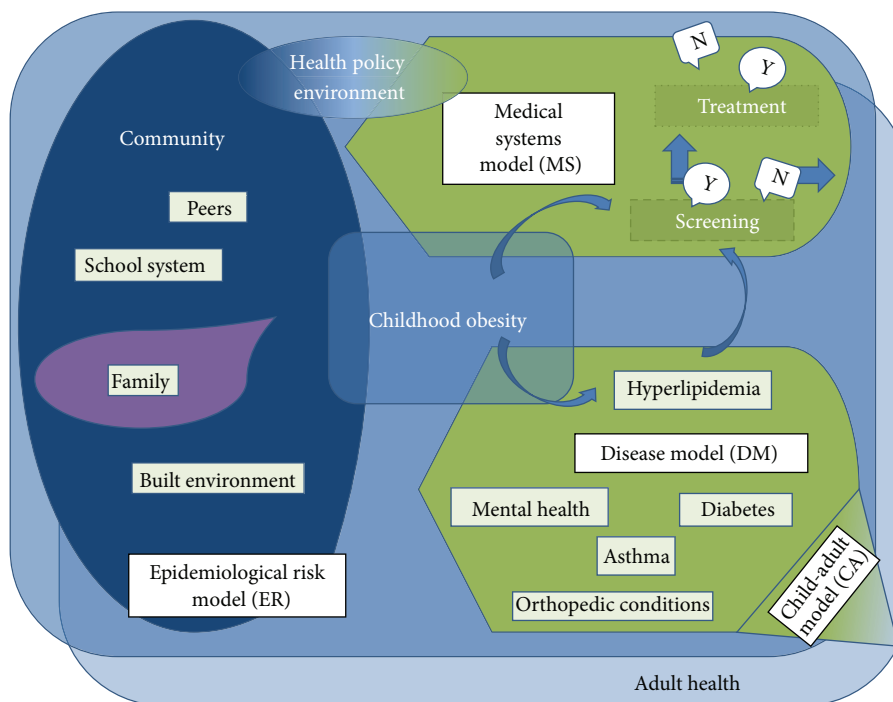 Health policy
environment
N
Y
Treatment
Medical
systems
model (MS)
Community
Y
N
Screening
Peers
School system
Childhood obesity
Family
Hyperlipidemia
Disease model (DM)
Built environment
Mental health
Diabetes
Asthma
Epidemiological risk
model (ER)
Orthopedic conditions
Child-adult
model (CA)
Adult health